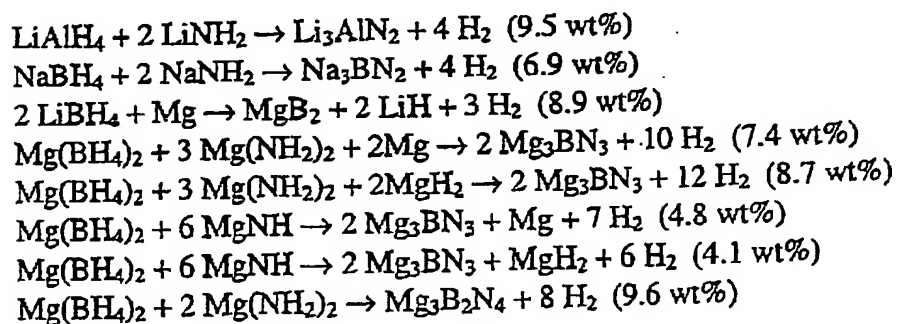 LiAlH₄ + 2 LiNH₂ → Li₃AlN₂ + 4 H₂ (9.5 wt%)
NaBH₄ + 2 NaNH₂ → Na₃BN₂ + 4 H₂ (6.9 wt%)
2 LiBH₄ + Mg → MgB₂ + 2 LiH + 3 H₂ (8.9 wt%)
Mg(BH₄)₂ + 3 Mg(NH₂)₂ + 2Mg → 2 Mg₃BN₃ + 10 H₂ (7.4 wt%)
Mg(BH₄)₂ + 3 Mg(NH₂)₂ + 2MgH₂ → 2 Mg₃BN₃ + 12 H₂ (8.7 wt%)
Mg(BH₄)₂ + 6 MgNH → 2 Mg₃BN₃ + Mg + 7 H₂ (4.8 wt%)
Mg(BH₄)₂ + 6 MgNH → 2 Mg₃BN₃ + MgH₂ + 6 H₂ (4.1 wt%)
Mg(BH₄)₂ + 2 Mg(NH₂)₂ → Mg₃B₂N₄ + 8 H₂ (9.6 wt%)